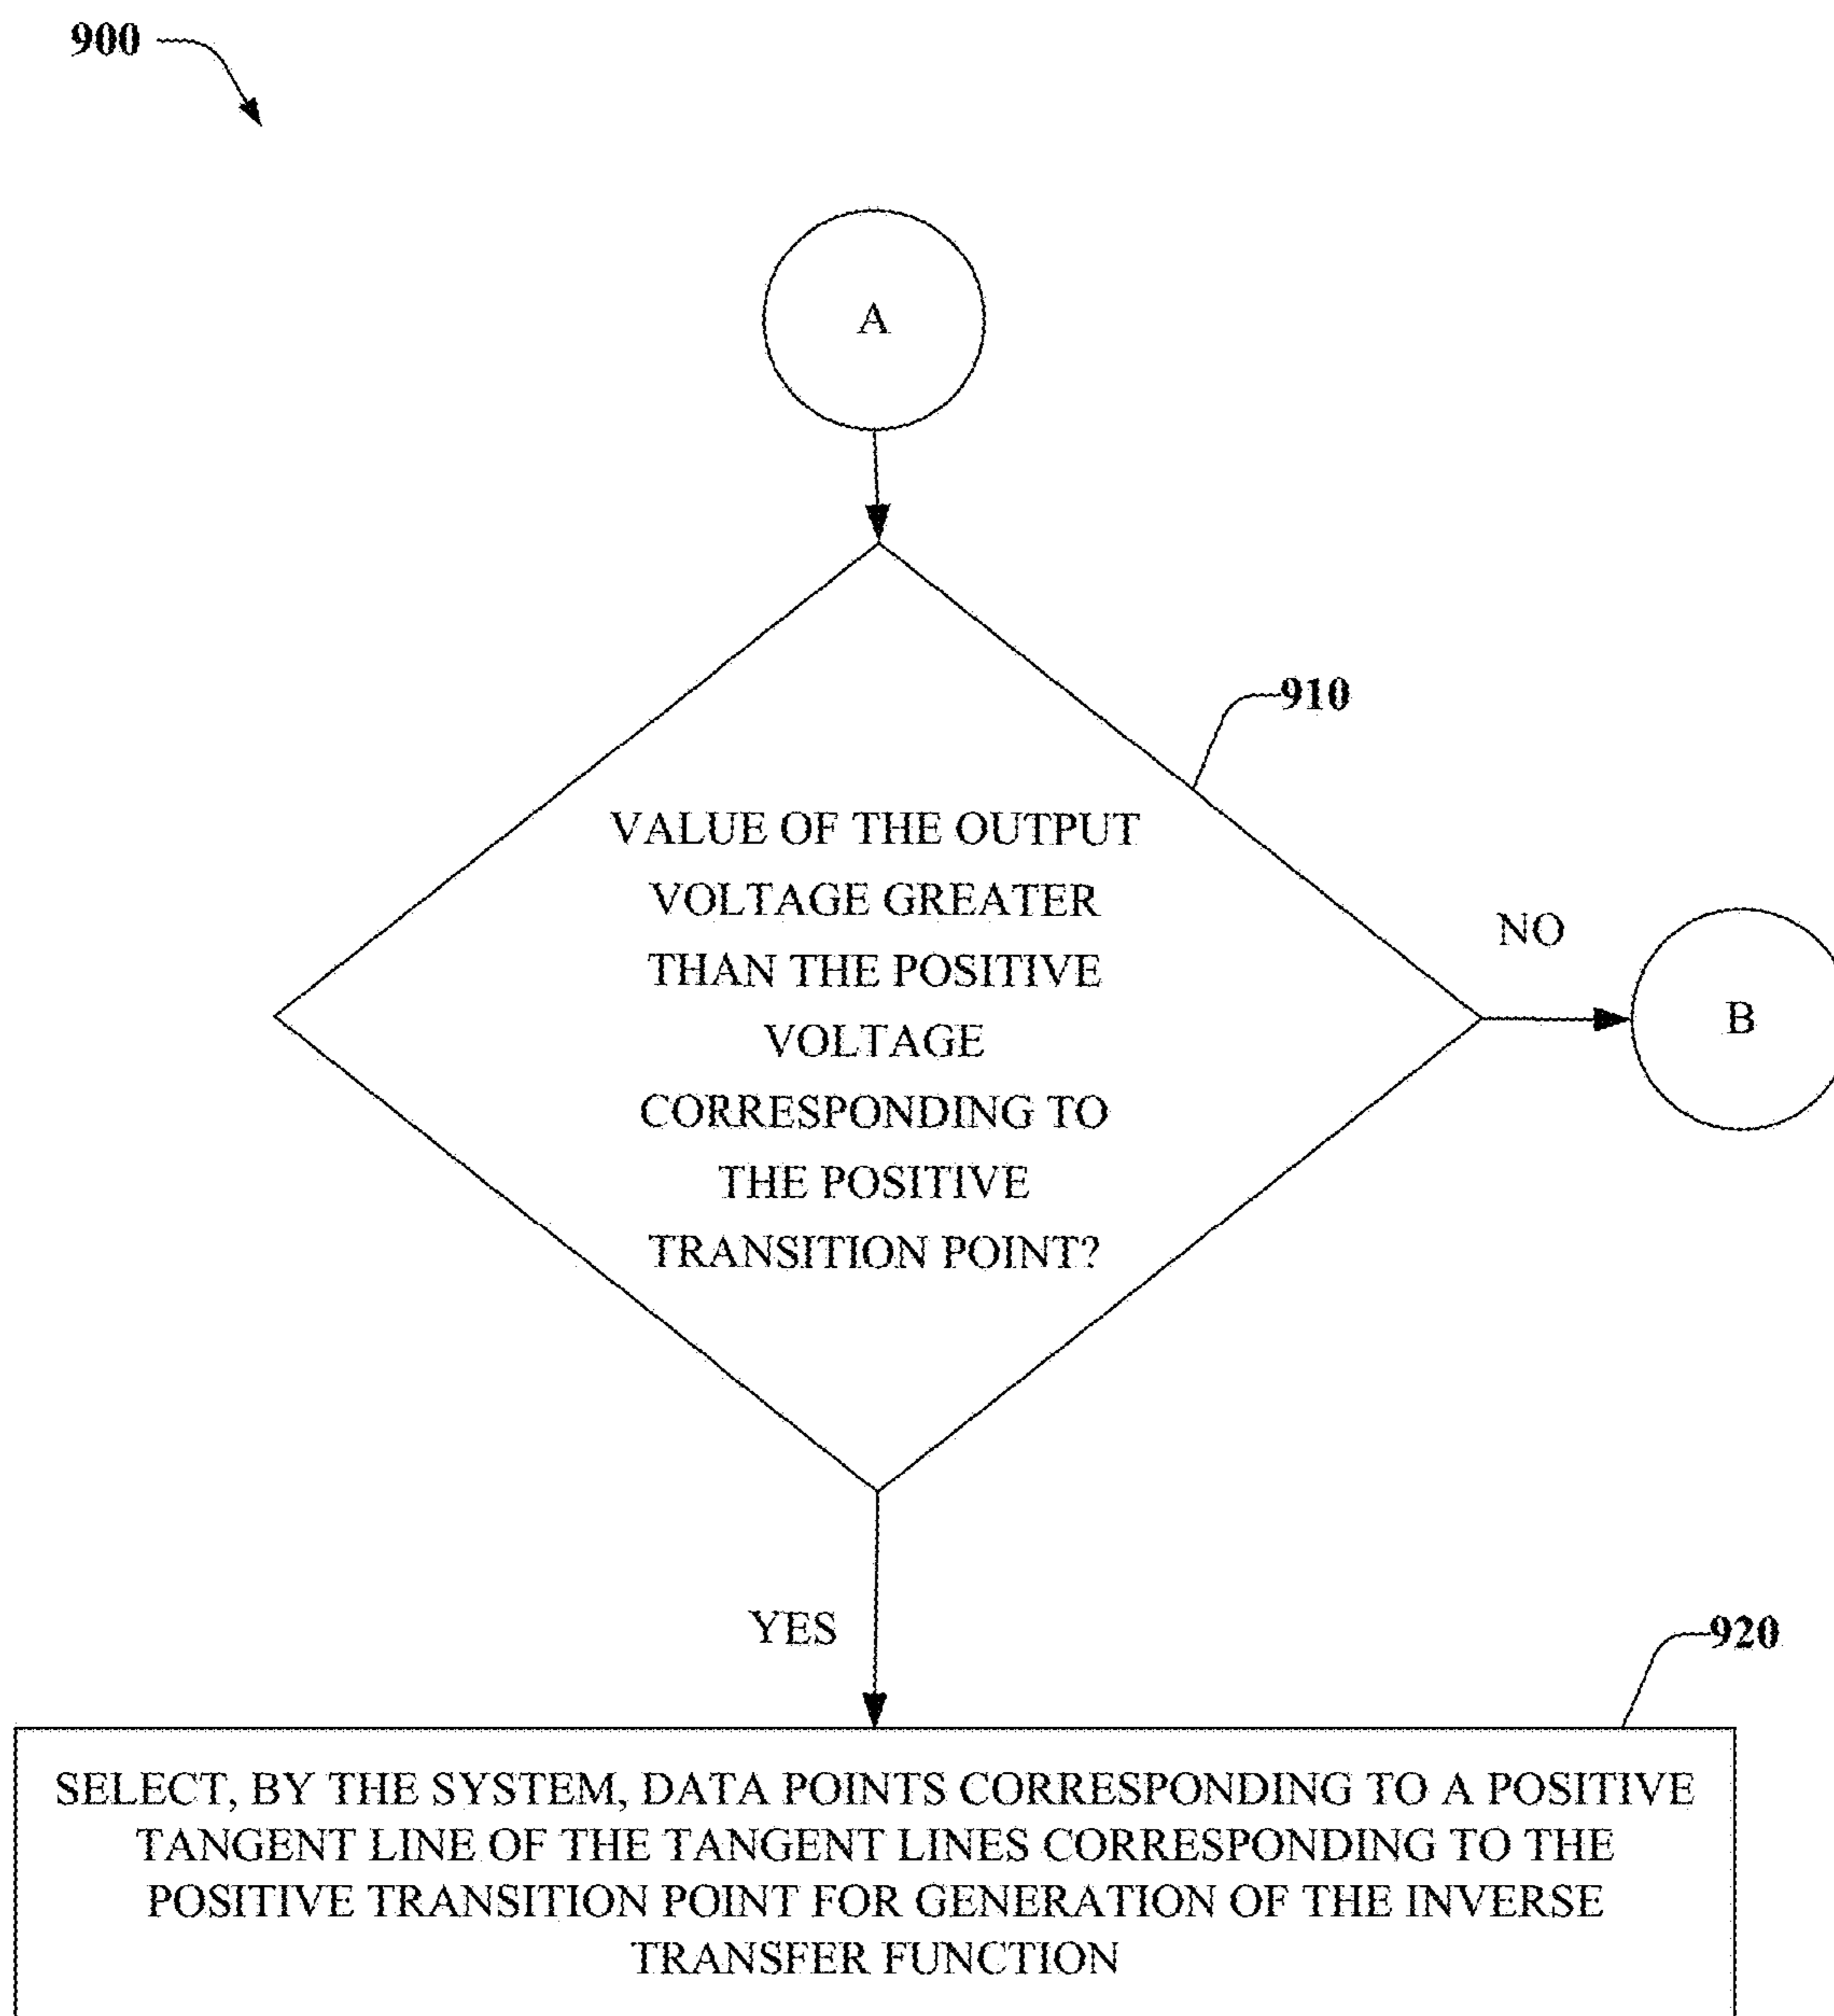 900
A
910
VALUE OF THE OUTPUT
VOLTAGE GREATER
THAN THE POSITIVE
VOLTAGE
CORRESPONDING TO
THE POSITIVE
TRANSITION POINT?
NO
B
YES
920
SELECT, BY THE SYSTEM, DATA POINTS CORRESPONDING TO A POSITIVE
TANGENT LINE OF THE TANGENT LINES CORRESPONDING TO THE
POSITIVE TRANSITION POINT FOR GENERATION OF THE INVERSE
TRANSFER FUNCTION